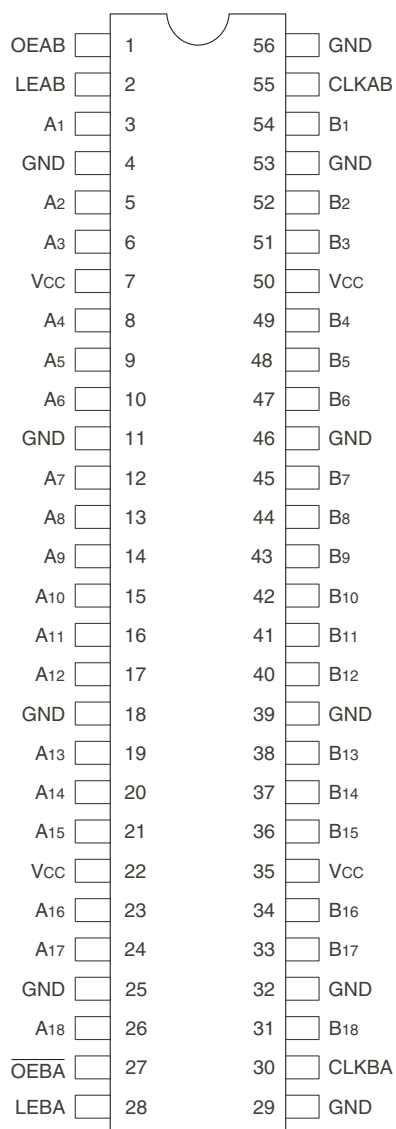 OEAB 1 56 GND
LEAB 2 55 CLKAB
A1 3 54 B1
GND 4 53 GND
A2 5 52 B2
A3 6 51 B3
VCC 7 50 VCC
A4 8 49 B4
A5 9 48 B5
A6 10 47 B6
GND 11 46 GND
A7 12 45 B7
A8 13 44 B8
A9 14 43 B9
A10 15 42 B10
A11 16 41 B11
A12 17 40 B12
GND 18 39 GND
A13 19 38 B13
A14 20 37 B14
A15 21 36 B15
VCC 22 35 VCC
A16 23 34 B16
A17 24 33 B17
GND 25 32 GND
A18 26 31 B18
O̅E̅B̅A̅ 27 30 CLKBA
LEBA 28 29 GND